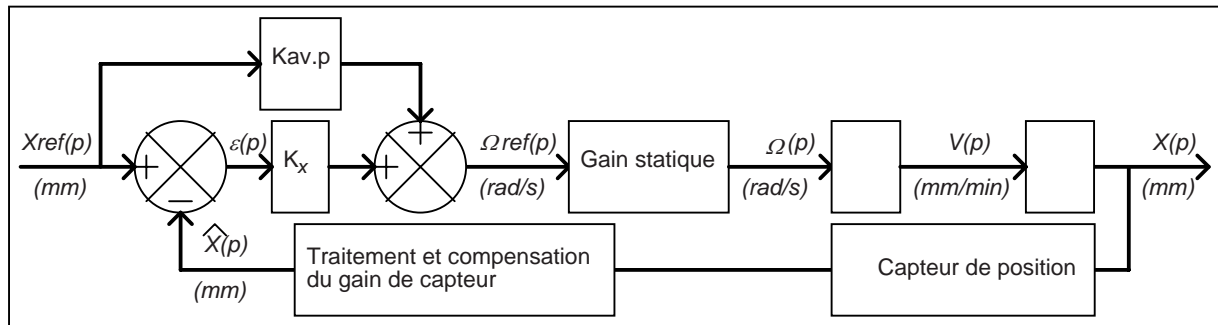 Kav.p
Xref(p)
(mm)
+
−
ε(p)
Kx
+
+
Ω ref(p)
(rad/s)
Gain statique
Ω(p)
(rad/s)
V(p)
(mm/min)
X(p)
(mm)
X̂(p)
(mm)
Traitement et compensation
du gain de capteur
Capteur de position